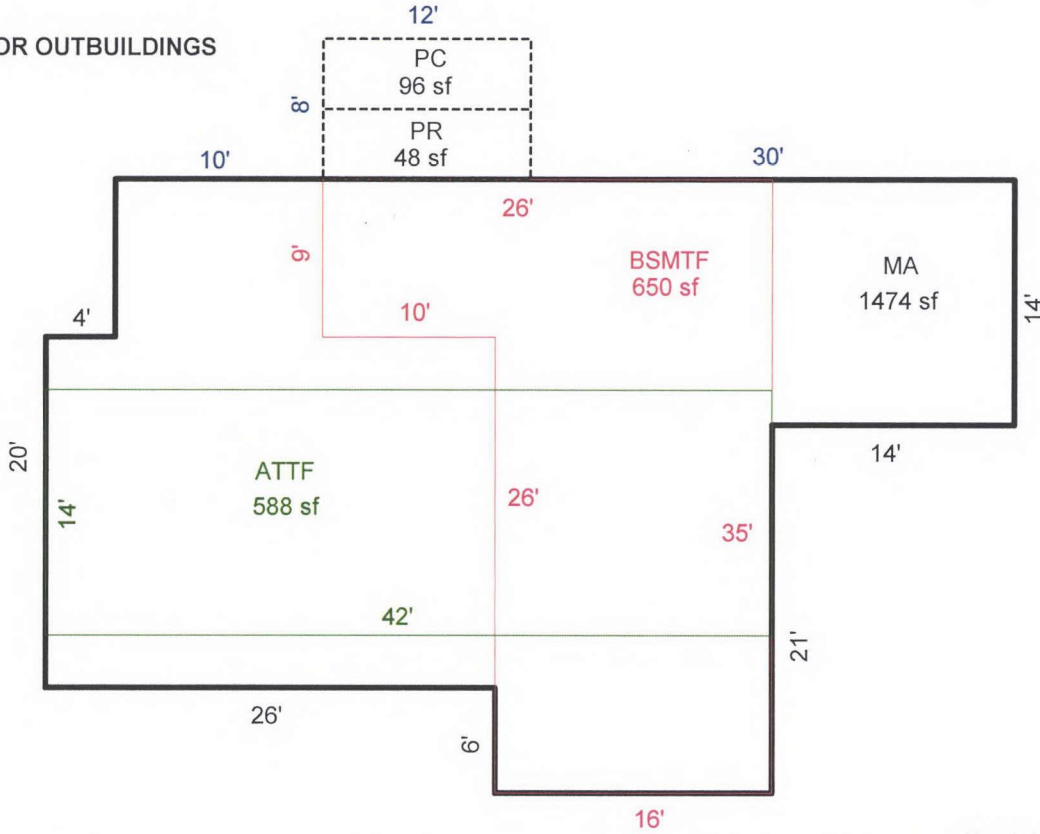 12'
OR OUTBUILDINGS
PC
96 sf
8'
PR
48 sf
10'
30'
26'
9'
BSMTF
650 sf
MA
1474 sf
14'
4'
10'
14'
20'
ATTF
588 sf
14'
26'
35'
42'
21'
26'
6'
16'